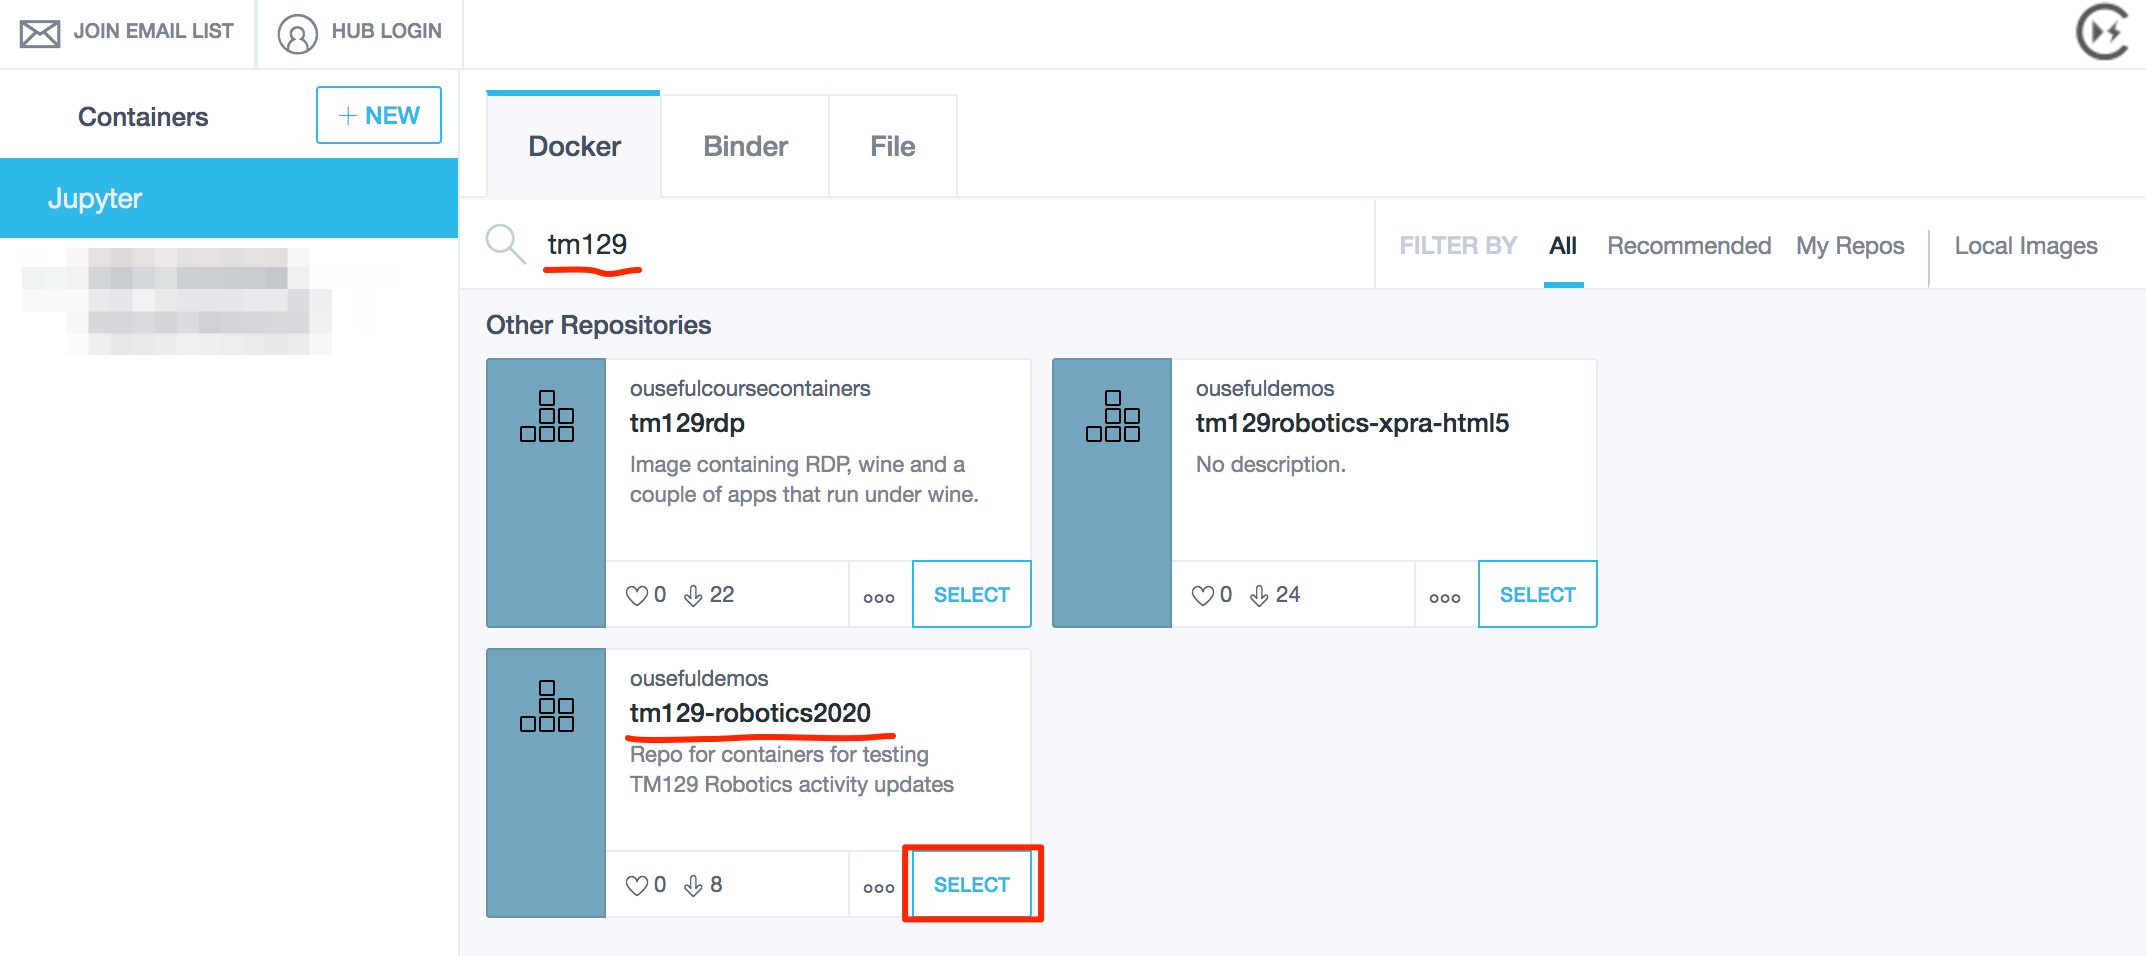 JOIN EMAIL LIST
HUB LOGIN
Containers
+ NEW
Jupyter
Docker
Binder
File
tm129
FILTER BY
All
Recommended
My Repos
Local Images
Other Repositories
ousefulcoursecontainers
tm129rdp
Image containing RDP, wine and a
couple of apps that run under wine.
0
22
SELECT
ousefuldemos
tm129robotics-xpra-html5
No description.
0
24
SELECT
ousefuldemos
tm129-robotics2020
Repo for containers for testing
TM129 Robotics activity updates
0
8
SELECT